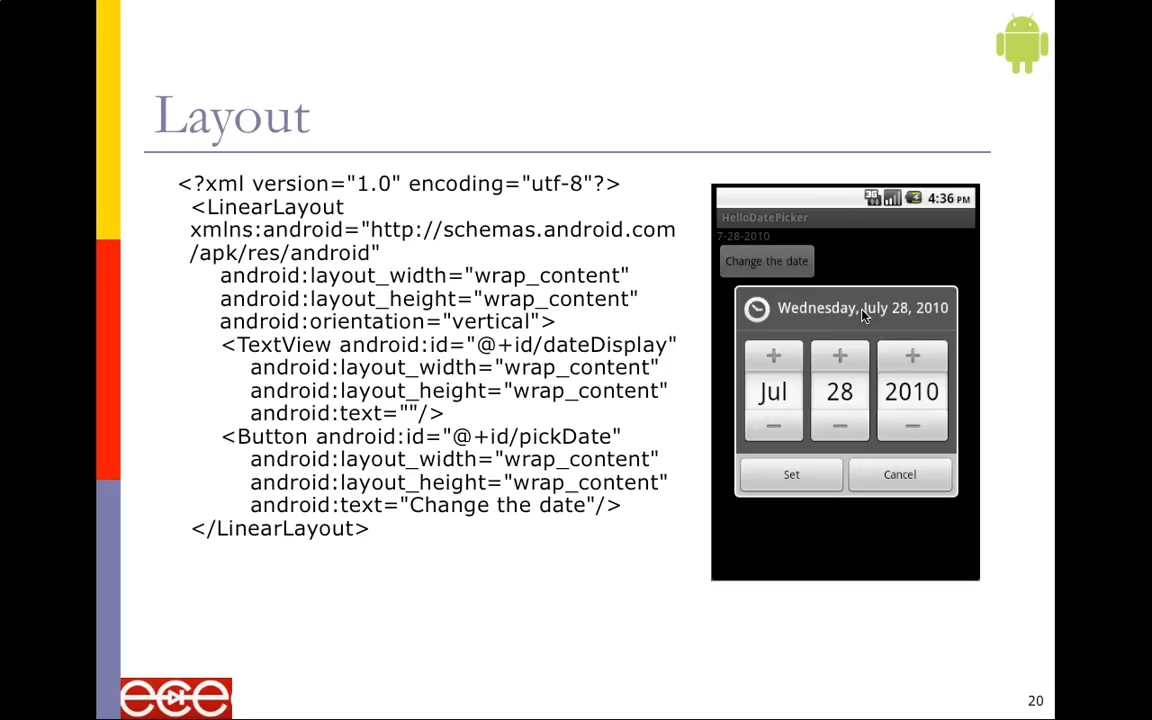 Layout
<?xml version="1.0" encoding="utf-8"?>
<LinearLayout
xmlns:android="http://schemas.android.com
/apk/res/android"
android:layout_width="wrap_content"
android:layout_height="wrap_content"
android:orientation="vertical">
<TextView android:id="@+id/dateDisplay"
android:layout_width="wrap_content"
android:layout_height="wrap_content"
android:text=""/>
<Button android:id="@+id/pickDate"
android:layout_width="wrap_content"
android:layout_height="wrap_content"
android:text="Change the date"/>
</LinearLayout>
3G 4:36 PM
HelloDatePicker
7-28-2010
Change the date
Wednesday, July 28, 2010
+ + +
Jul 28 2010
− − −
Set Cancel
ece
20